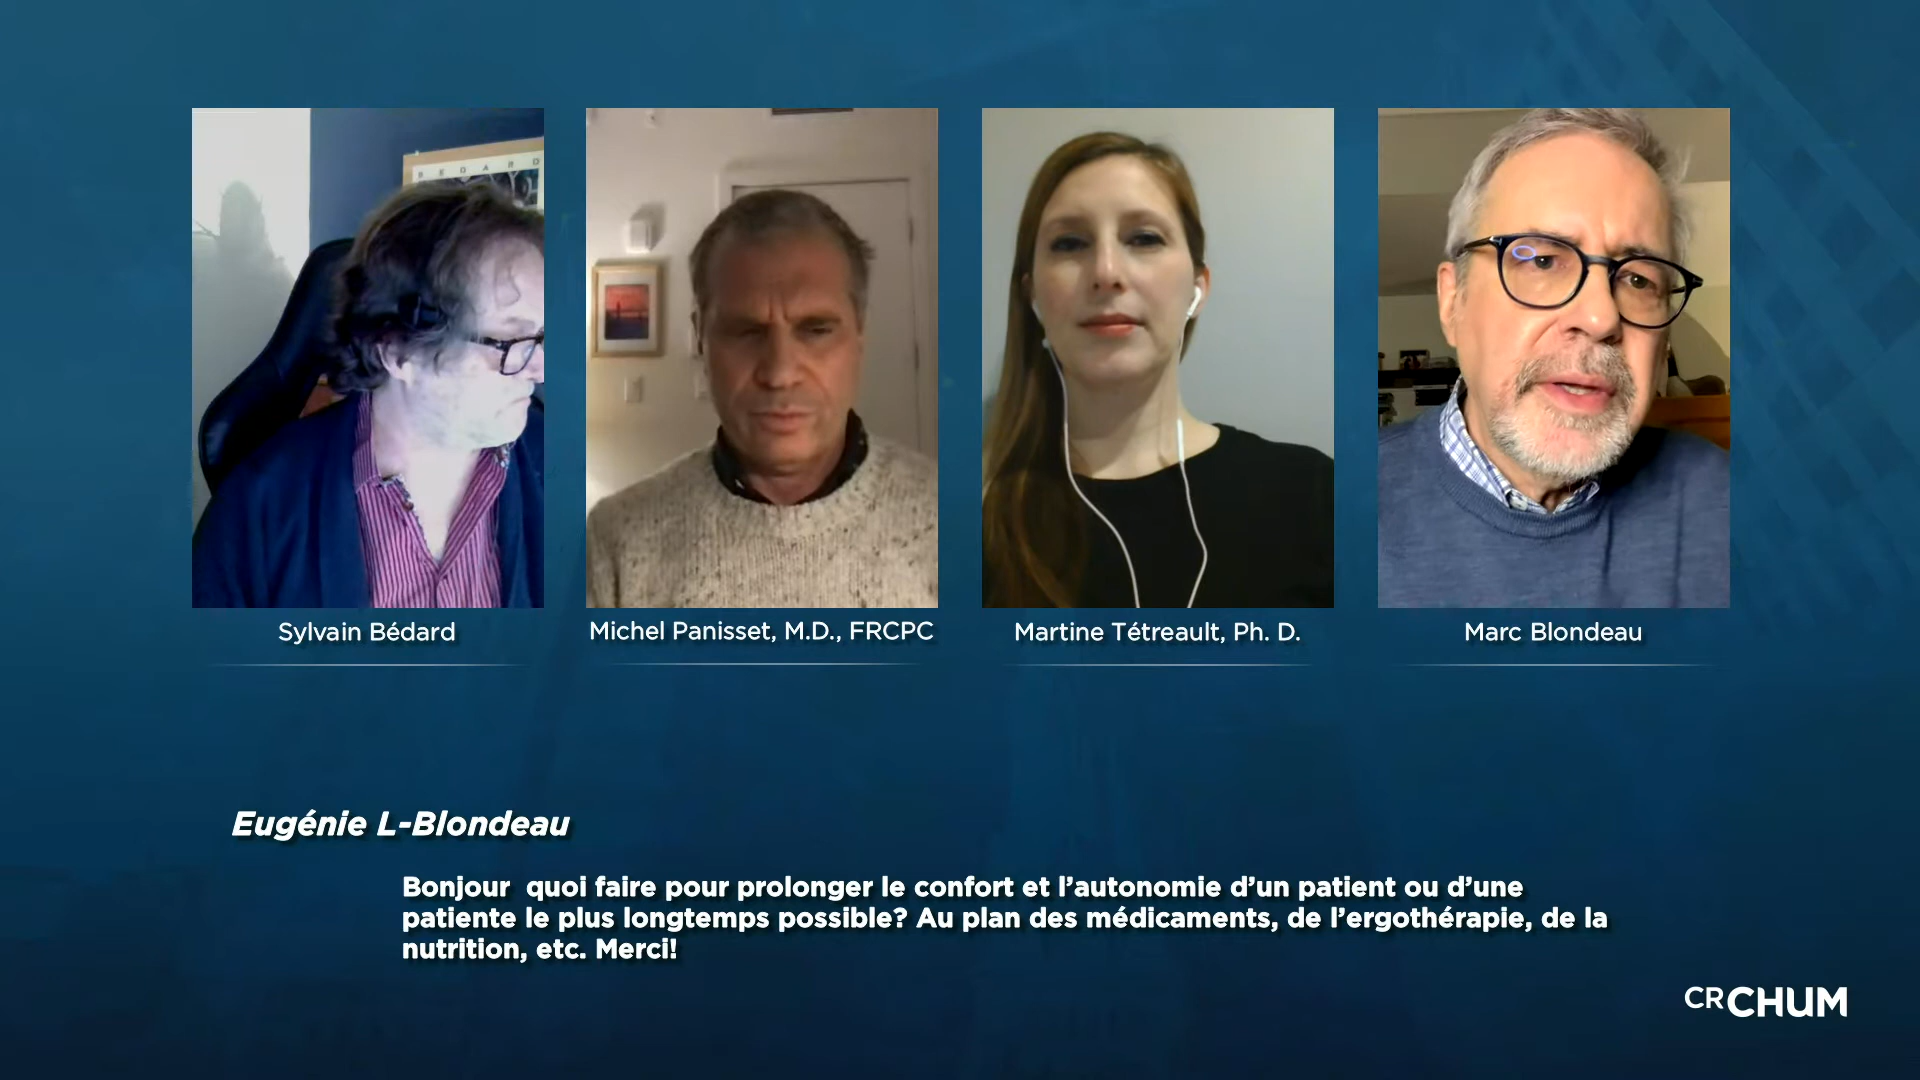 BEDARD
Sylvain Bédard
Michel Panisset, M.D., FRCPC
Martine Tétreault, Ph. D.
Marc Blondeau
Eugénie L-Blondeau
Bonjour  quoi faire pour prolonger le confort et l'autonomie d'un patient ou d'une
patiente le plus longtemps possible? Au plan des médicaments, de l'ergothérapie, de la
nutrition, etc. Merci!
CRCHUM